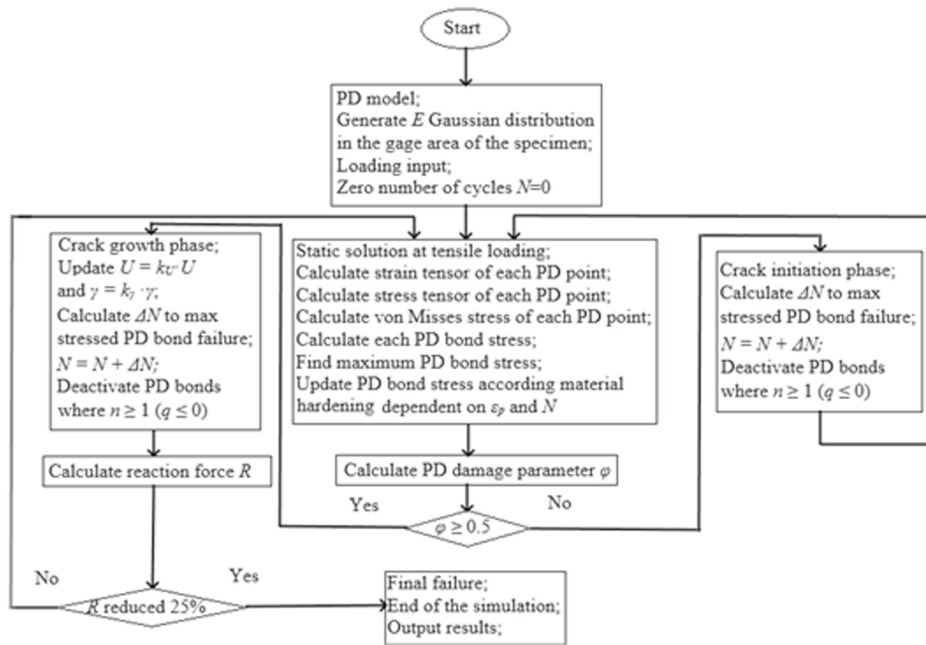 Start
PD model;
Generate E Gaussian distribution
in the gage area of the specimen;
Loading input;
Zero number of cycles N=0
Crack growth phase;
Update U = k_U· U
and γ = k_γ ·γ;
Calculate ΔN to max
stressed PD bond failure;
N = N + ΔN;
Deactivate PD bonds
where n ≥ 1 (q ≤ 0)
Static solution at tensile loading;
Calculate strain tensor of each PD point;
Calculate stress tensor of each PD point;
Calculate von Misses stress of each PD point;
Calculate each PD bond stress;
Find maximum PD bond stress;
Update PD bond stress according material
hardening dependent on ε_p and N
Crack initiation phase;
Calculate ΔN to max
stressed PD bond failure;
N = N + ΔN;
Deactivate PD bonds
where n ≥ 1 (q ≤ 0)
Calculate reaction force R
Calculate PD damage parameter φ
Yes
No
φ ≥ 0.5
No
Yes
R reduced 25%
Final failure;
End of the simulation;
Output results;